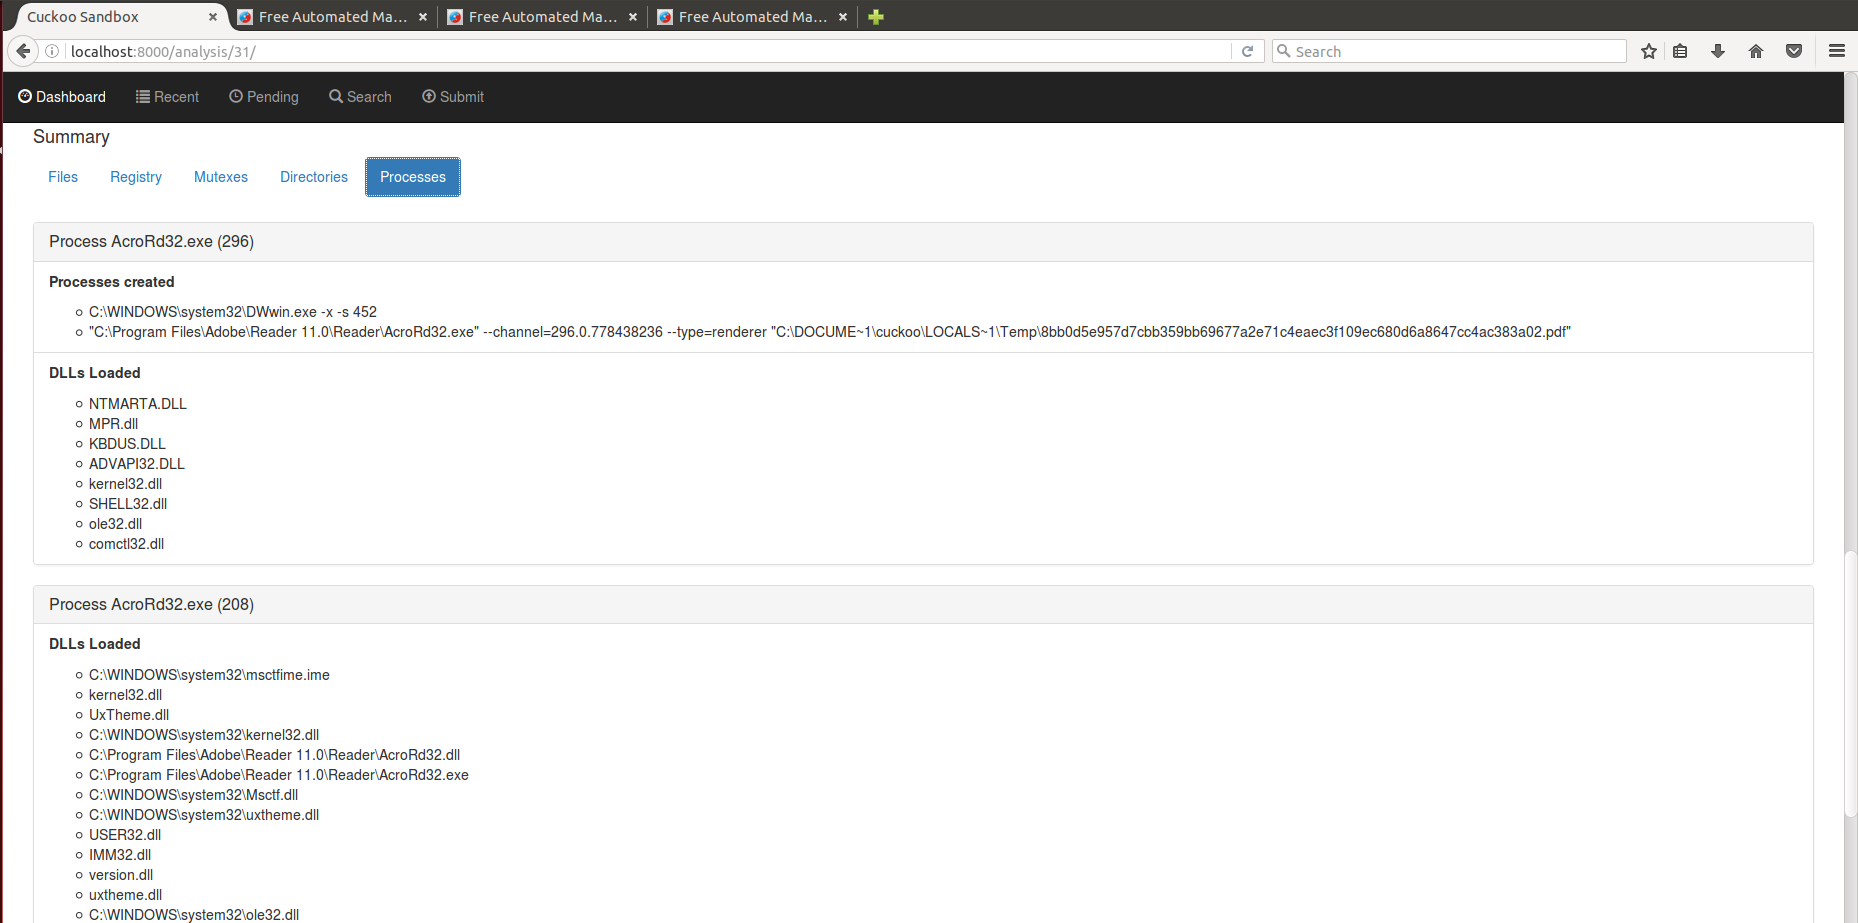 Cuckoo Sandbox
Free Automated Ma...
Free Automated Ma...
Free Automated Ma...
localhost:8000/analysis/31/
Search
Dashboard
Recent
Pending
Search
Submit
Summary
Files
Registry
Mutexes
Directories
Processes
Process AcroRd32.exe (296)
Processes created
C:\WINDOWS\system32\DWwin.exe -x -s 452
"C:\Program Files\Adobe\Reader 11.0\Reader\AcroRd32.exe" --channel=296.0.778438236 --type=renderer "C:\DOCUME~1\cuckoo\LOCALS~1\Temp\8bb0d5e957d7cbb359bb69677a2e71c4eaec3f109ec680d6a8647cc4ac383a02.pdf"
DLLs Loaded
NTMARTA.DLL
MPR.dll
KBDUS.DLL
ADVAPI32.DLL
kernel32.dll
SHELL32.dll
ole32.dll
comctl32.dll
Process AcroRd32.exe (208)
DLLs Loaded
C:\WINDOWS\system32\msctfime.ime
kernel32.dll
UxTheme.dll
C:\WINDOWS\system32\kernel32.dll
C:\Program Files\Adobe\Reader 11.0\Reader\AcroRd32.dll
C:\Program Files\Adobe\Reader 11.0\Reader\AcroRd32.exe
C:\WINDOWS\system32\Msctf.dll
C:\WINDOWS\system32\uxtheme.dll
USER32.dll
IMM32.dll
version.dll
uxtheme.dll
C:\WINDOWS\system32\ole32.dll